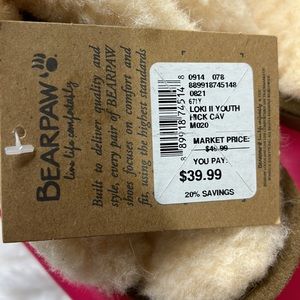 BEARPAW
live life comfortably
Built to deliver quality and
style, every pair of BEARPAW
shoes focuses on comfort and
fit, using the highest standards
0914 078
889918745148
0821
671Y
LOKI II YOUTH
HICK CAV
M020
MARKET PRICE:
$49.99
YOU PAY:
$39.99
20% SAVINGS
889118745148